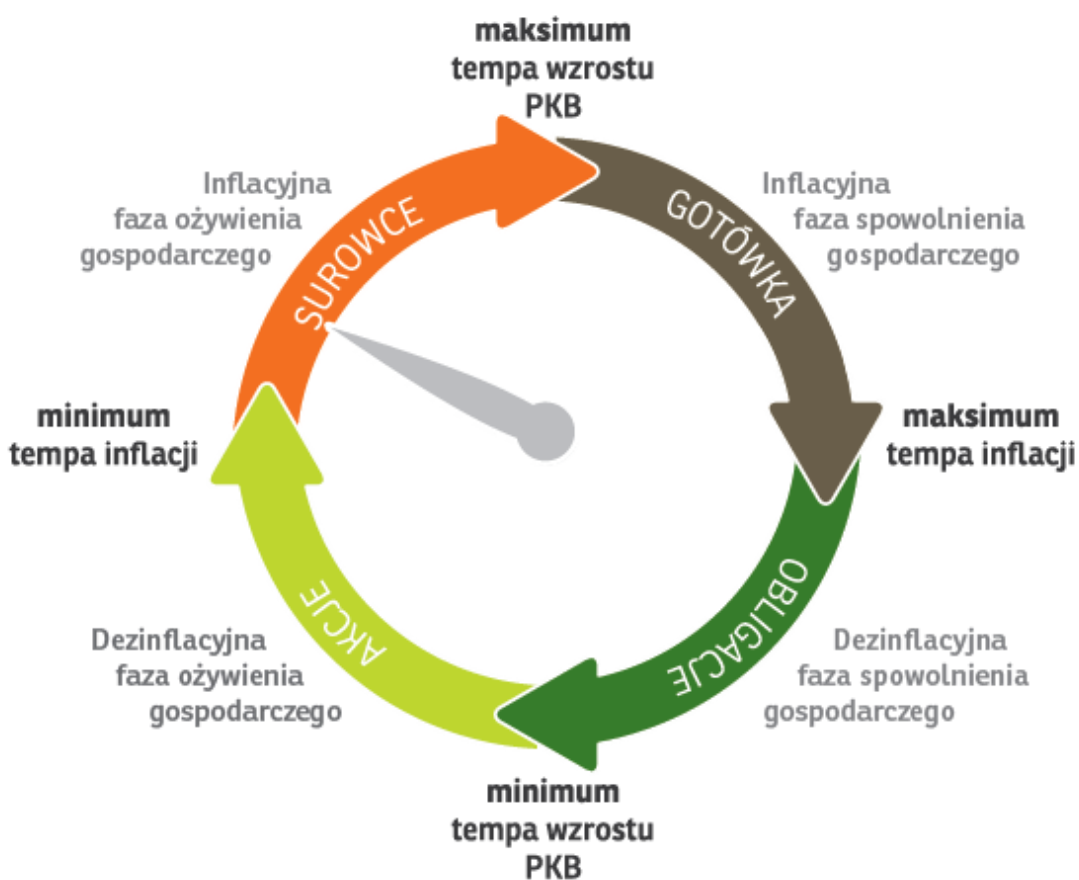 maksimum
tempa wzrostu
PKB
Inflacyjna
faza ożywienia
gospodarczego
SUROWCE
GOTÓWKA
Inflacyjna
faza spowolnienia
gospodarczego
minimum
tempa inflacji
maksimum
tempa inflacji
Dezinflacyjna
faza ożywienia
gospodarczego
AKCJE
OBLIGACJE
Dezinflacyjna
faza spowolnienia
gospodarczego
minimum
tempa wzrostu
PKB